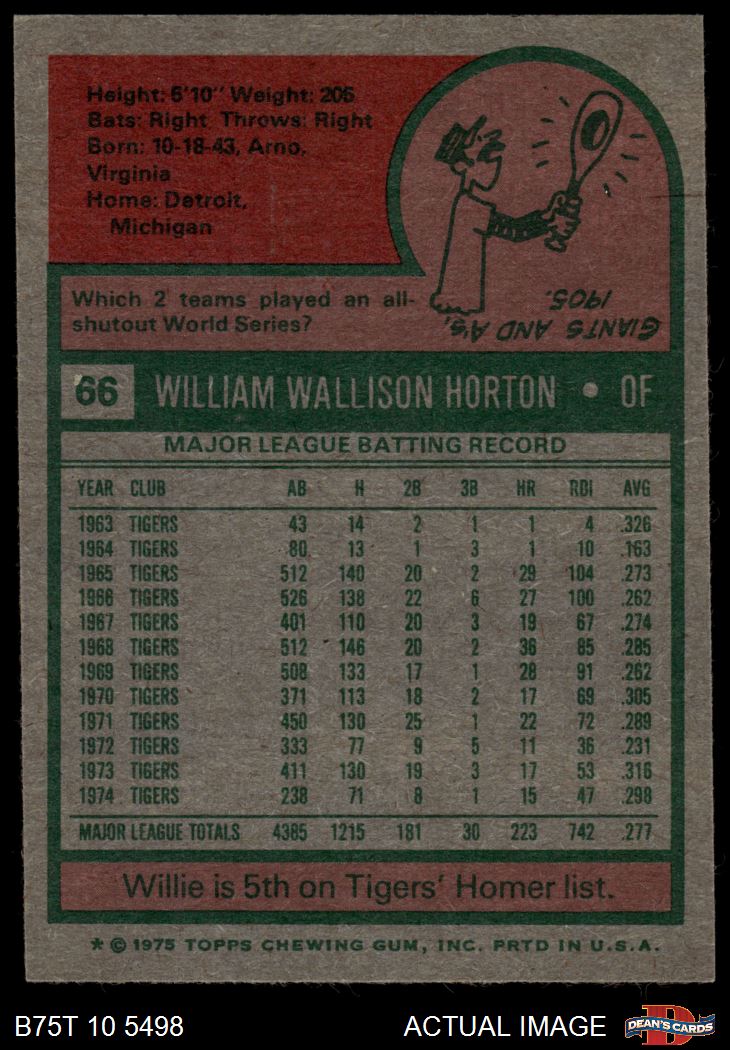 Height: 5'10" Weight: 205
Bats: Right Throws: Right
Born: 10-18-43, Arno,
Virginia
Home: Detroit,
Michigan
Which 2 teams played an all-
shutout World Series?
GIANTS AND A'S,
1905.
66 WILLIAM WALLISON HORTON • OF
MAJOR LEAGUE BATTING RECORD
YEAR CLUB AB H 2B 3B HR RBI AVG
1963 TIGERS 43 14 2 1 1 4 .326
1964 TIGERS 80 13 1 3 1 10 .163
1965 TIGERS 512 140 20 2 29 104 .273
1966 TIGERS 526 138 22 6 27 100 .262
1967 TIGERS 401 110 20 3 19 67 .274
1968 TIGERS 512 146 20 2 36 85 .285
1969 TIGERS 508 133 17 1 28 91 .262
1970 TIGERS 371 113 18 2 17 69 .305
1971 TIGERS 450 130 25 1 22 72 .289
1972 TIGERS 333 77 9 5 11 36 .231
1973 TIGERS 411 130 19 3 17 53 .316
1974 TIGERS 238 71 8 1 15 47 .298
MAJOR LEAGUE TOTALS 4385 1215 181 30 223 742 .277
Willie is 5th on Tigers' Homer list.
* © 1975 TOPPS CHEWING GUM, INC. PRTD IN U.S.A.
B75T 10 5498 ACTUAL IMAGE D DEAN'S CARDS